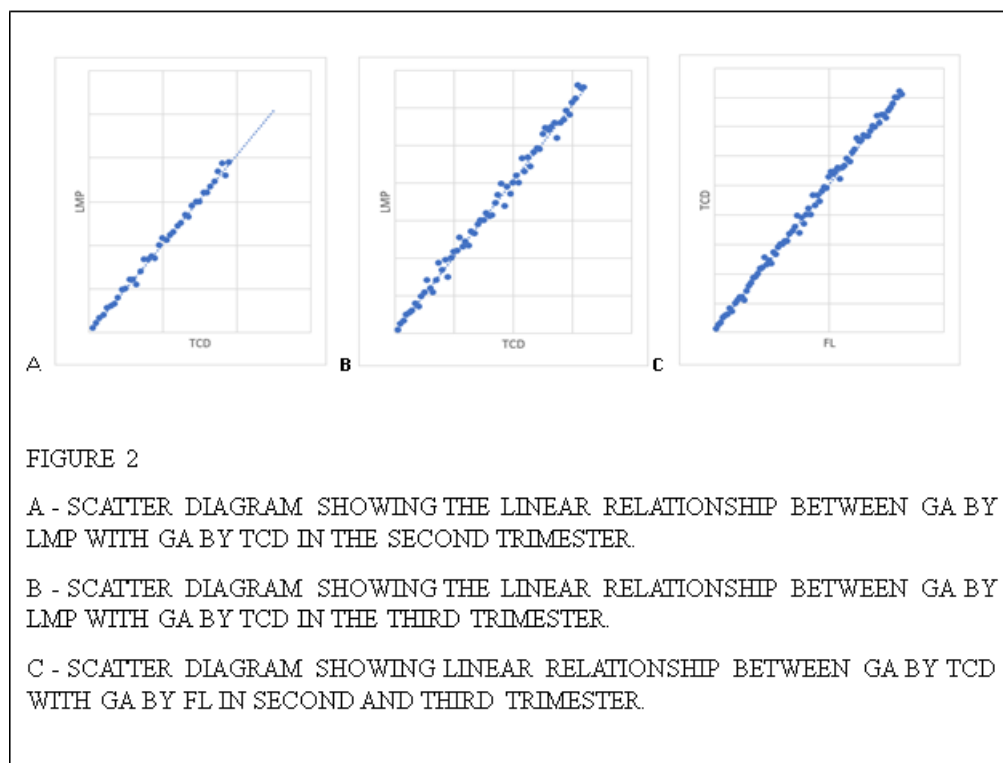 LMP
TCD
A
LMP
TCD
B
TCD
FL
C
FIGURE 2
A - SCATTER DIAGRAM SHOWING THE LINEAR RELATIONSHIP BETWEEN GA BY
LMP WITH GA BY TCD IN THE SECOND TRIMESTER.
B - SCATTER DIAGRAM SHOWING THE LINEAR RELATIONSHIP BETWEEN GA BY
LMP WITH GA BY TCD IN THE THIRD TRIMESTER.
C - SCATTER DIAGRAM SHOWING LINEAR RELATIONSHIP BETWEEN GA BY TCD
WITH GA BY FL IN SECOND AND THIRD TRIMESTER.